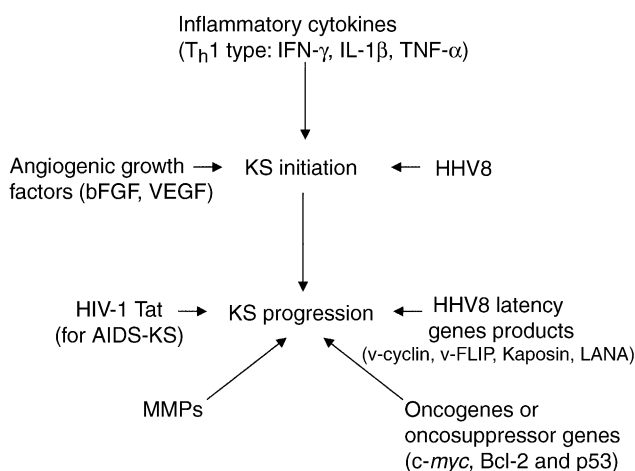 Inflammatory cytokines
(Th1 type: IFN-γ, IL-1β, TNF-α)
Angiogenic growth
factors (bFGF, VEGF)
KS initiation
HHV8
HIV-1 Tat
(for AIDS-KS)
KS progression
HHV8 latency
genes products
(v-cyclin, v-FLIP, Kaposin, LANA)
MMPs
Oncogenes or
oncosuppressor genes
(c-myc, Bcl-2 and p53)